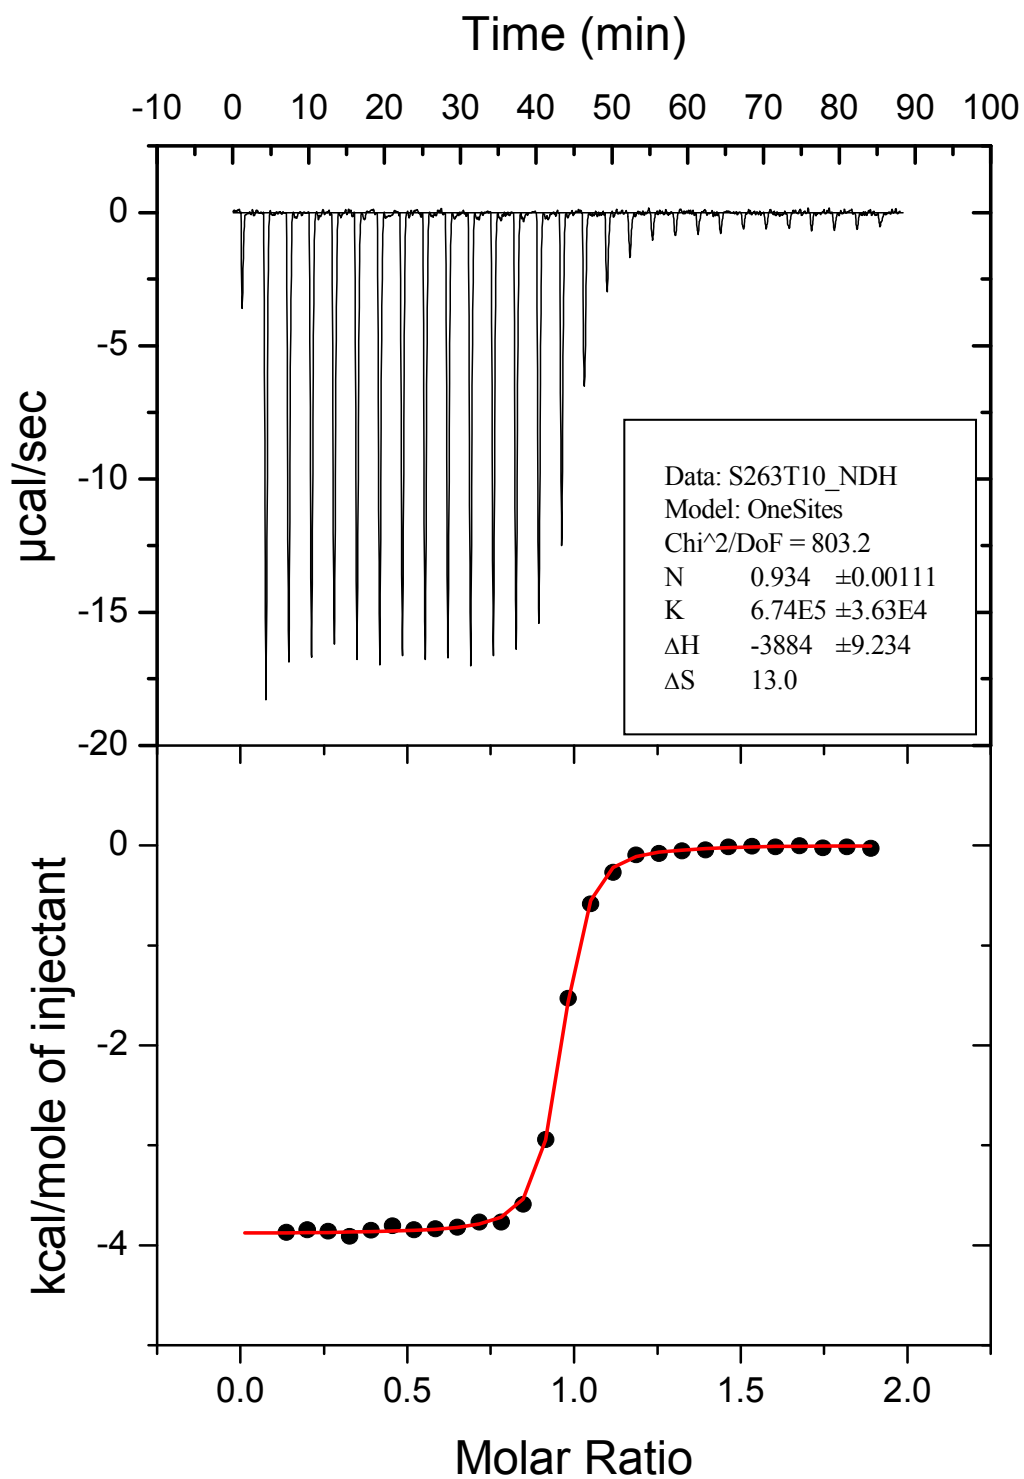 Time (min)
-10 0 10 20 30 40 50 60 70 80 90 100
0
-5
-10
-15
-20
µcal/sec
Data: S263T10_NDH
Model: OneSites
Chi^2/DoF = 803.2
N 0.934 ±0.00111
K 6.74E5 ±3.63E4
ΔH -3884 ±9.234
ΔS 13.0
0
-2
-4
kcal/mole of injectant
0.0 0.5 1.0 1.5 2.0
Molar Ratio